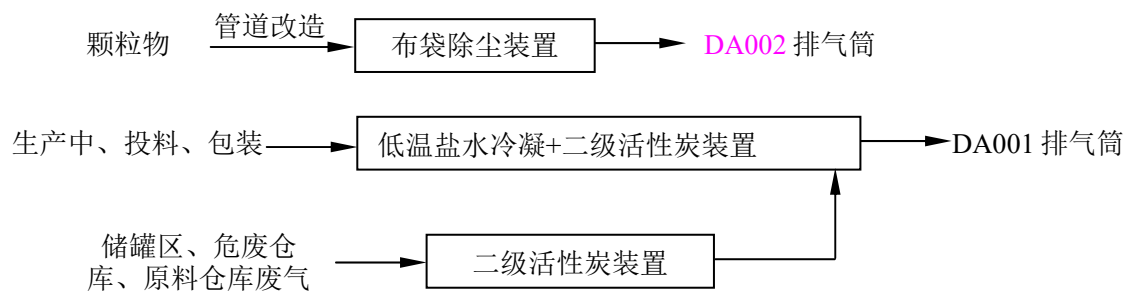 颗粒物
管道改造
布袋除尘装置
DA002 排气筒
生产中、投料、包装
低温盐水冷凝+二级活性炭装置
DA001 排气筒
储罐区、危废仓
库、原料仓库废气
二级活性炭装置